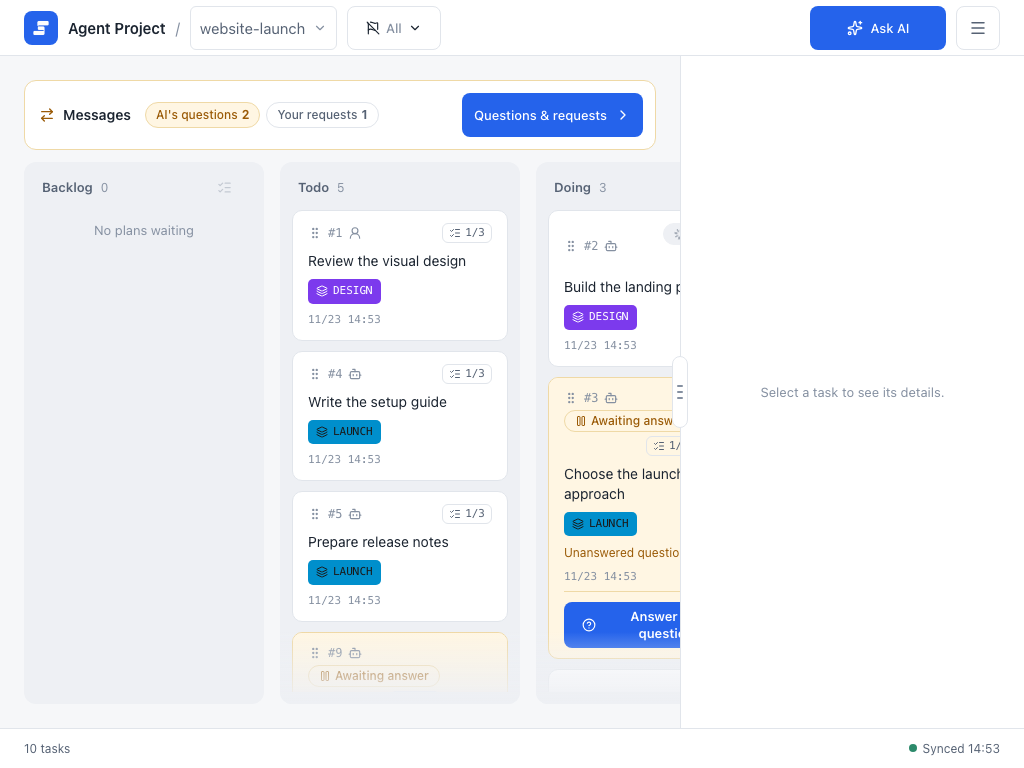 Agent Project / website-launch All Ask AI
Messages AI's questions 2 Your requests 1 Questions & requests
Backlog 0
No plans waiting
Todo 5
#1 1/3
Review the visual design
DESIGN
11/23 14:53
#4 1/3
Write the setup guide
LAUNCH
11/23 14:53
#5 1/3
Prepare release notes
LAUNCH
11/23 14:53
#9
Awaiting answer
Doing 3
#2
Build the landing
DESIGN
11/23 14:53
#3
Awaiting
Choose the launch
approach
LAUNCH
Unanswered
11/23 14:53
Answer
Select a task to see its details.
10 tasks
Synced 14:53